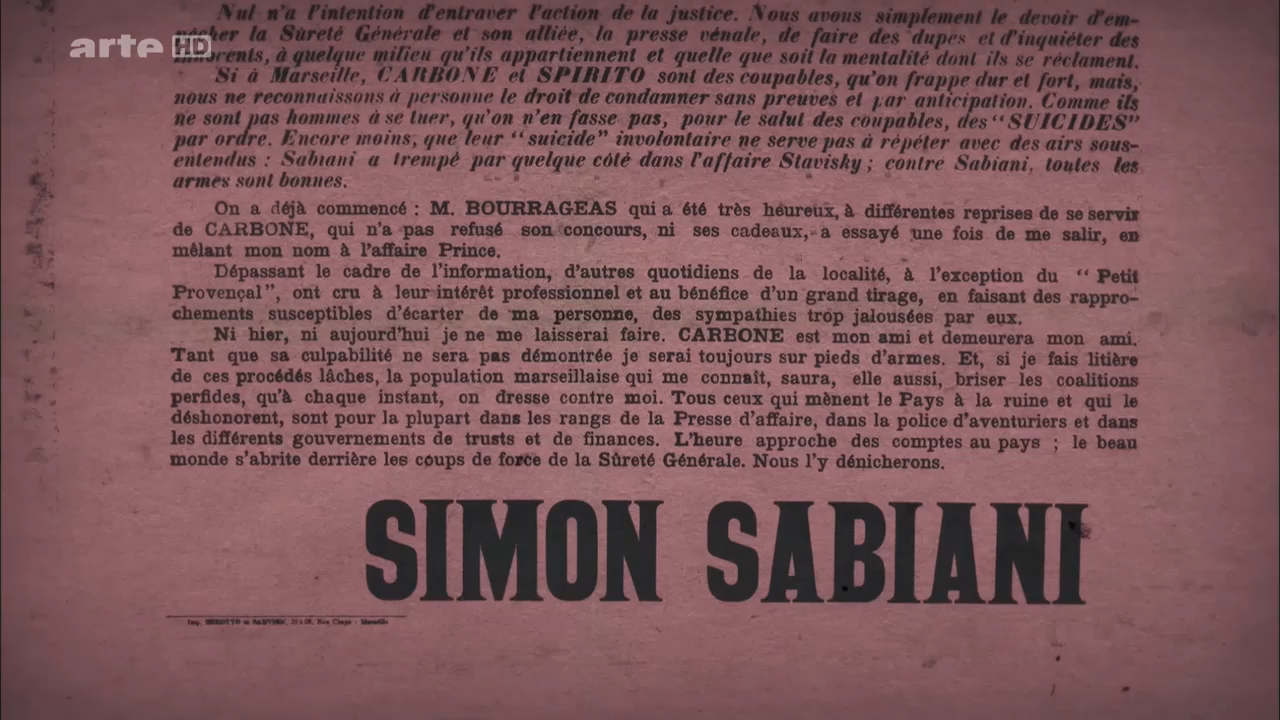 Nul n'a l'intention d'entraver l'action de la justice. Nous avons simplement le devoir d'em-
pêcher la Sûreté Générale et son alliée, la presse vénale, de faire des dupes et d'inquiéter des
innocents, à quelque milieu qu'ils appartiennent et quelle que soit la mentalité dont ils se réclament.
arte HD
Si à Marseille, CARBONE et SPIRITO sont des coupables, qu'on frappe dur et fort, mais,
nous ne reconnaissons à personne le droit de condamner sans preuves et par anticipation. Comme ils
ne sont pas hommes à se tuer, qu'on n'en fasse pas, pour le salut des coupables, des "SUICIDES"
par ordre. Encore moins, que leur "suicide" involontaire ne serve pas à répéter avec des airs sous-
entendus : Sabiani a trempé par quelque côté dans l'affaire Stavisky ; contre Sabiani, toutes les
armes sont bonnes.
On a déjà commencé : M. BOURRAGEAS qui a été très heureux, à différentes reprises de se servir
de CARBONE, qui n'a pas refusé son concours, ni ses cadeaux, a essayé une fois de me salir, en
mêlant mon nom à l'affaire Prince.
Dépassant le cadre de l'information, d'autres quotidiens de la localité, à l'exception du " Petit
Provençal", ont cru à leur intérêt professionnel et au bénéfice d'un grand tirage, en faisant des rappro-
chements susceptibles d'écarter de ma personne, des sympathies trop jalousées par eux.
Ni hier, ni aujourd'hui je ne me laisserai faire. CARBONE est mon ami et demeurera mon ami.
Tant que sa culpabilité ne sera pas démontrée je serai toujours sur pieds d'armes. Et, si je fais litière
de ces procédés lâches, la population marseillaise qui me connaît, saura, elle aussi, briser les coalitions
perfides, qu'à chaque instant, on dresse contre moi. Tous ceux qui mènent le Pays à la ruine et qui le
déshonorent, sont pour la plupart dans les rangs de la Presse d'affaire, dans la police d'aventuriers et dans
les différents gouvernements de trusts et de finances. L'heure approche des comptes au pays ; le beau
monde s'abrite derrière les coups de force de la Sûreté Générale. Nous l'y dénicherons.
SIMON SABIANI
Imp. Rue - Marseille